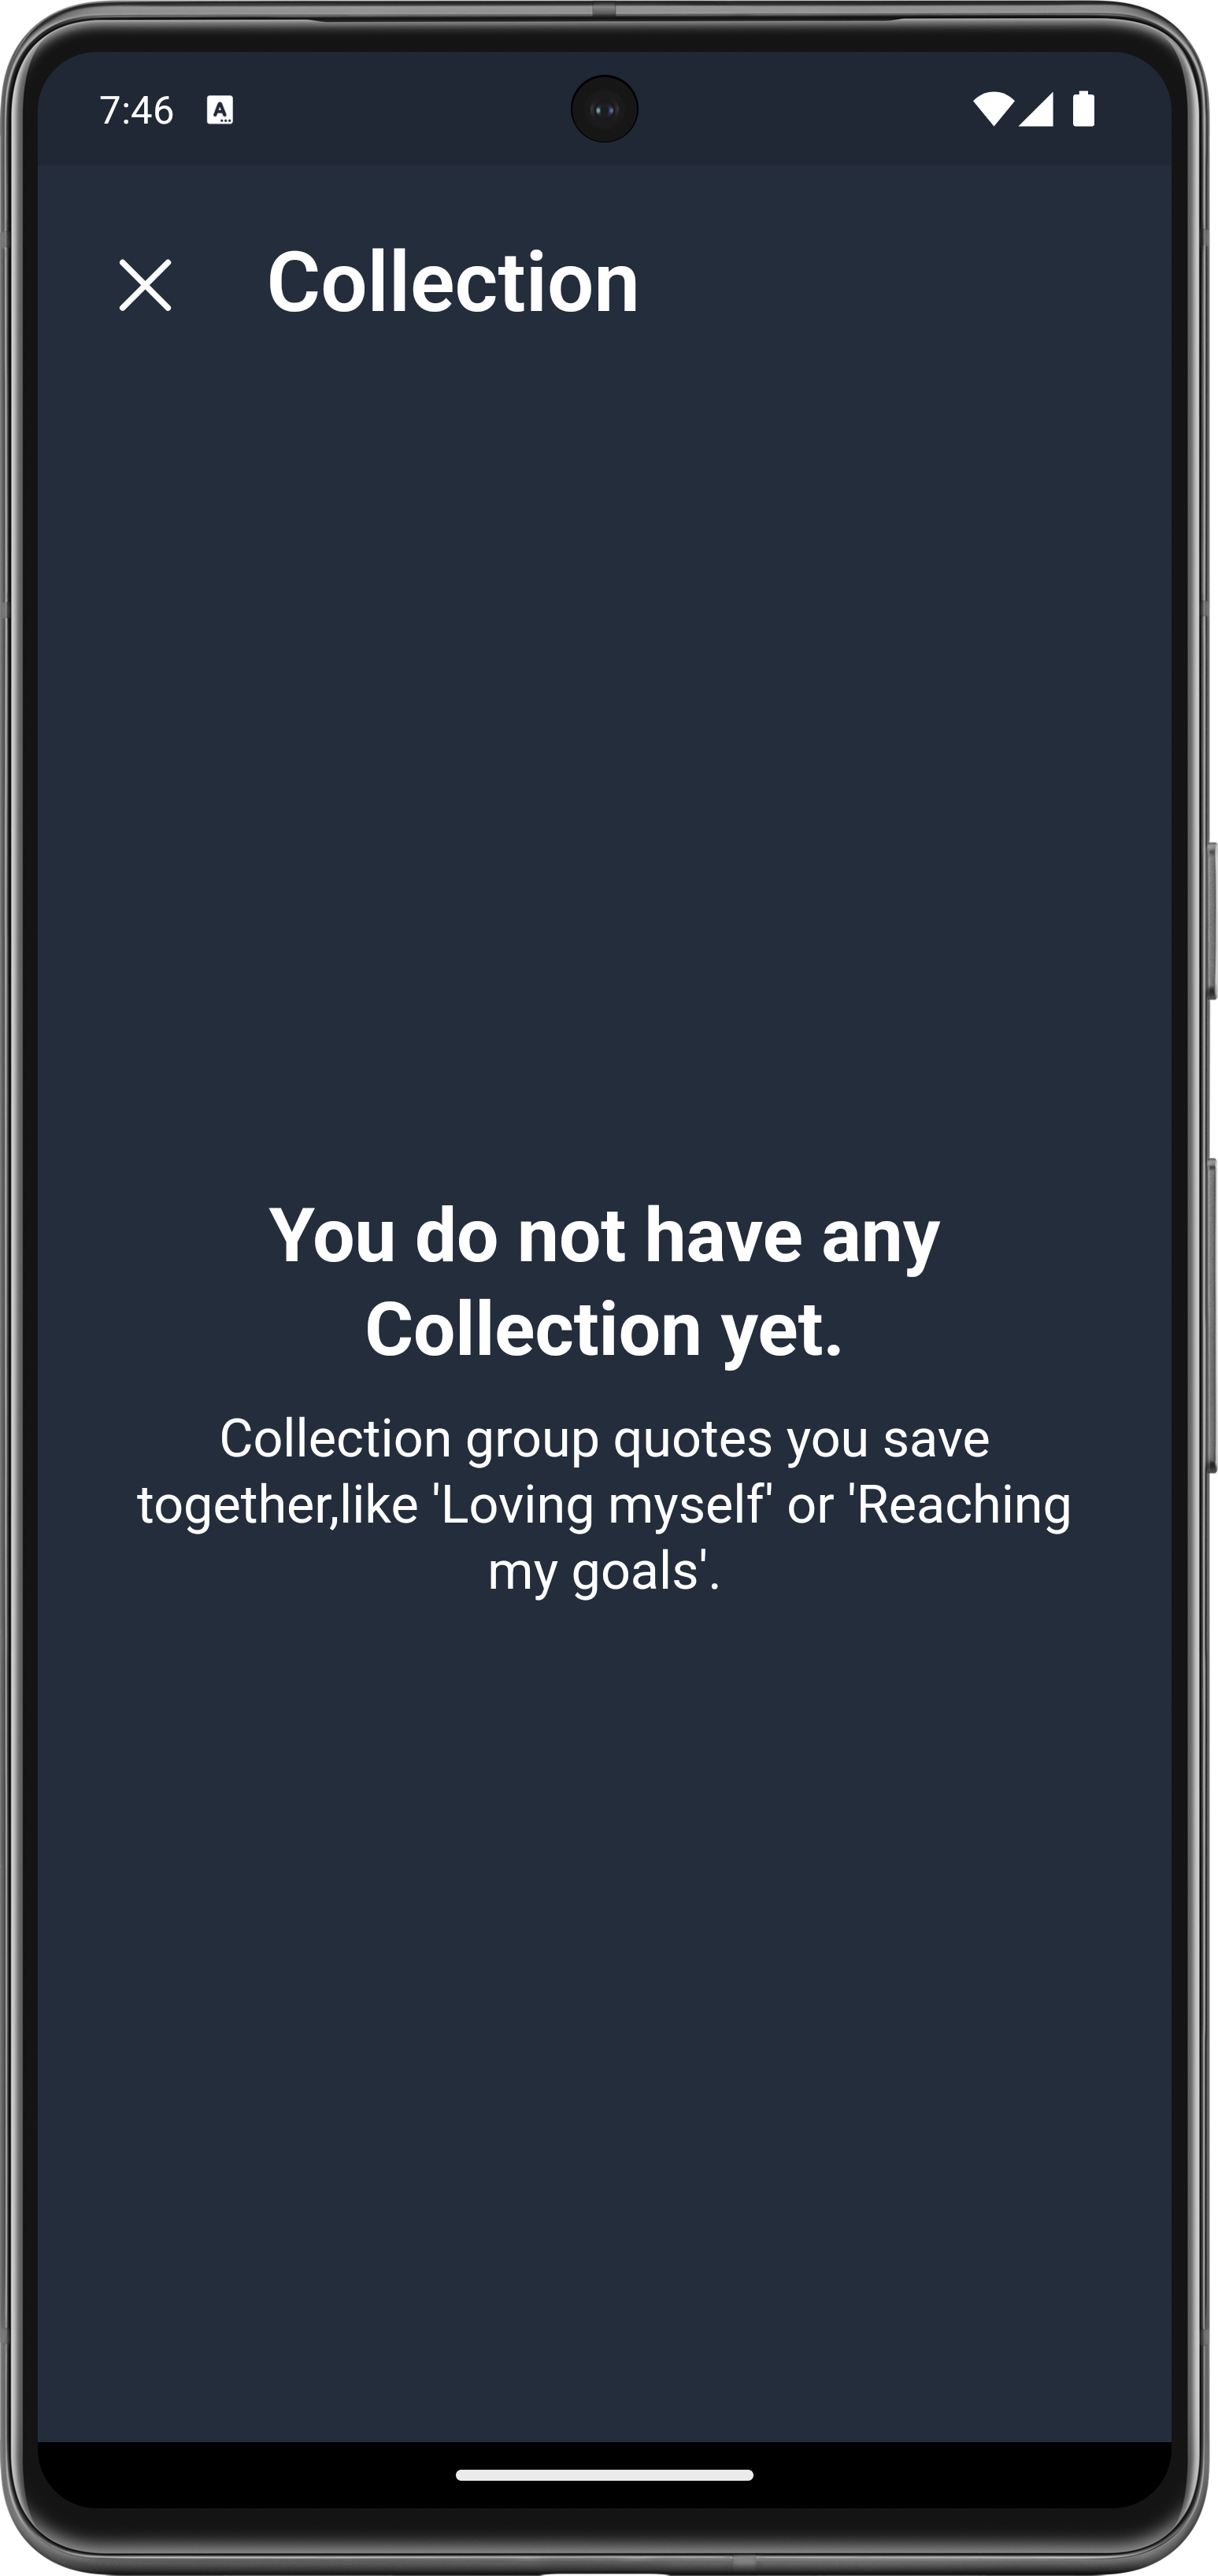 7:46
Collection
You do not have any
Collection yet.
Collection group quotes you save
together,like 'Loving myself' or 'Reaching
my goals'.